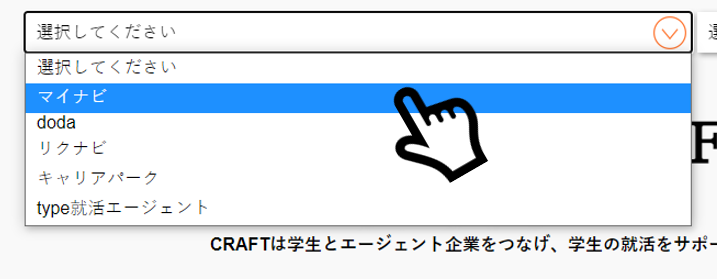 選択してください
選択してください
マイナビ
doda
リクナビ
キャリアパーク
type就活エージェント
CRAFTは学生とエージェント企業をつなげ、学生の就活をサポー